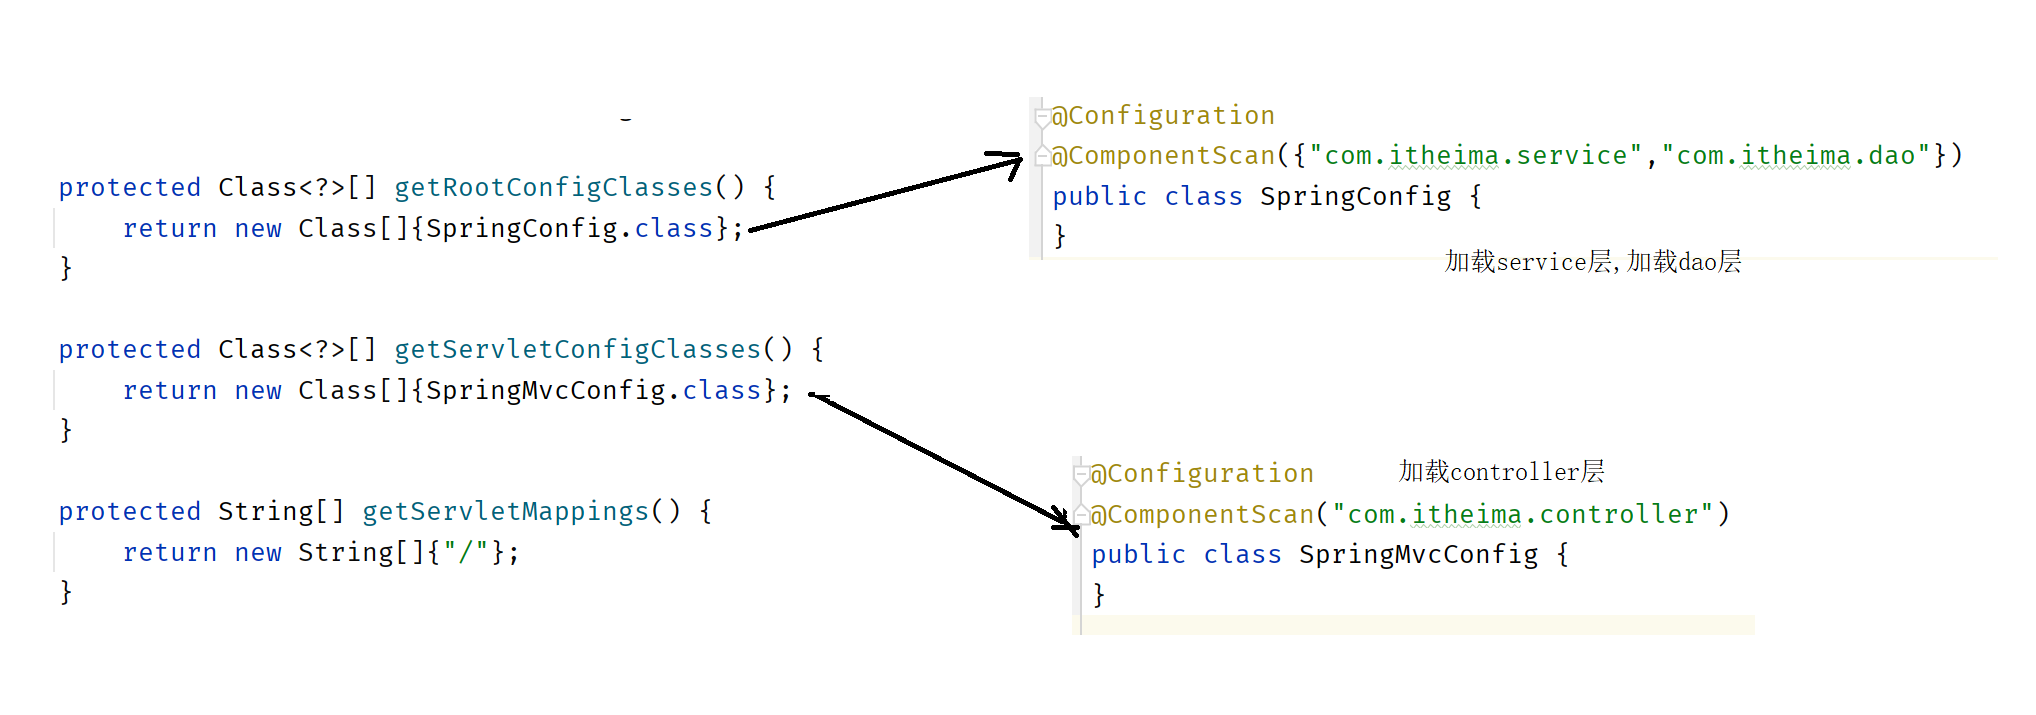 protected Class<?>[] getRootConfigClasses() {
return new Class[]{SpringConfig.class};
}
protected Class<?>[] getServletConfigClasses() {
return new Class[]{SpringMvcConfig.class};
}
protected String[] getServletMappings() {
return new String[]{"/"};
}
@Configuration
@ComponentScan({"com.itheima.service","com.itheima.dao"})
public class SpringConfig {
}
加载service层,加载dao层
@Configuration
加载controller层
@ComponentScan("com.itheima.controller")
public class SpringMvcConfig {
}